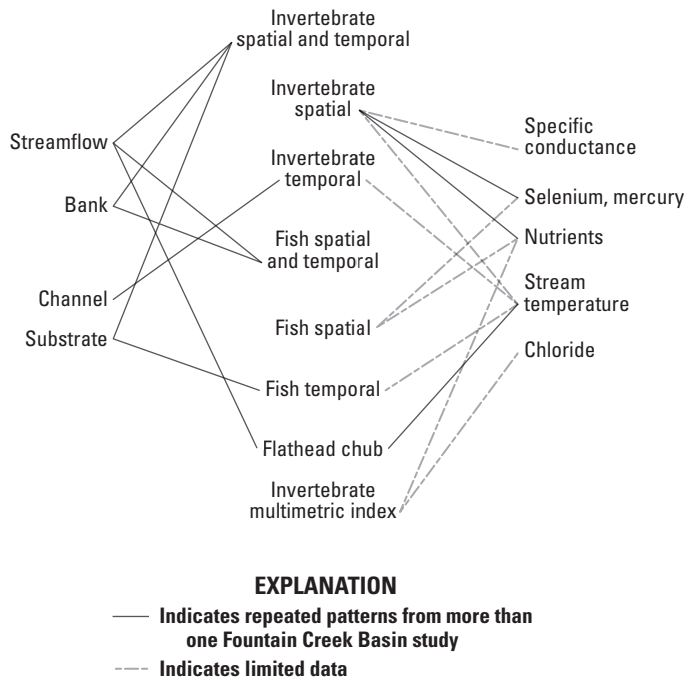 Invertebrate
spatial and temporal
Invertebrate
spatial
Specific
conductance
Streamflow
Invertebrate
temporal
Selenium, mercury
Bank
Fish spatial
and temporal
Nutrients
Channel
Stream
temperature
Substrate
Fish spatial
Chloride
Fish temporal
Flathead chub
Invertebrate
multimetric index
EXPLANATION
Indicates repeated patterns from more than
one Fountain Creek Basin study
Indicates limited data